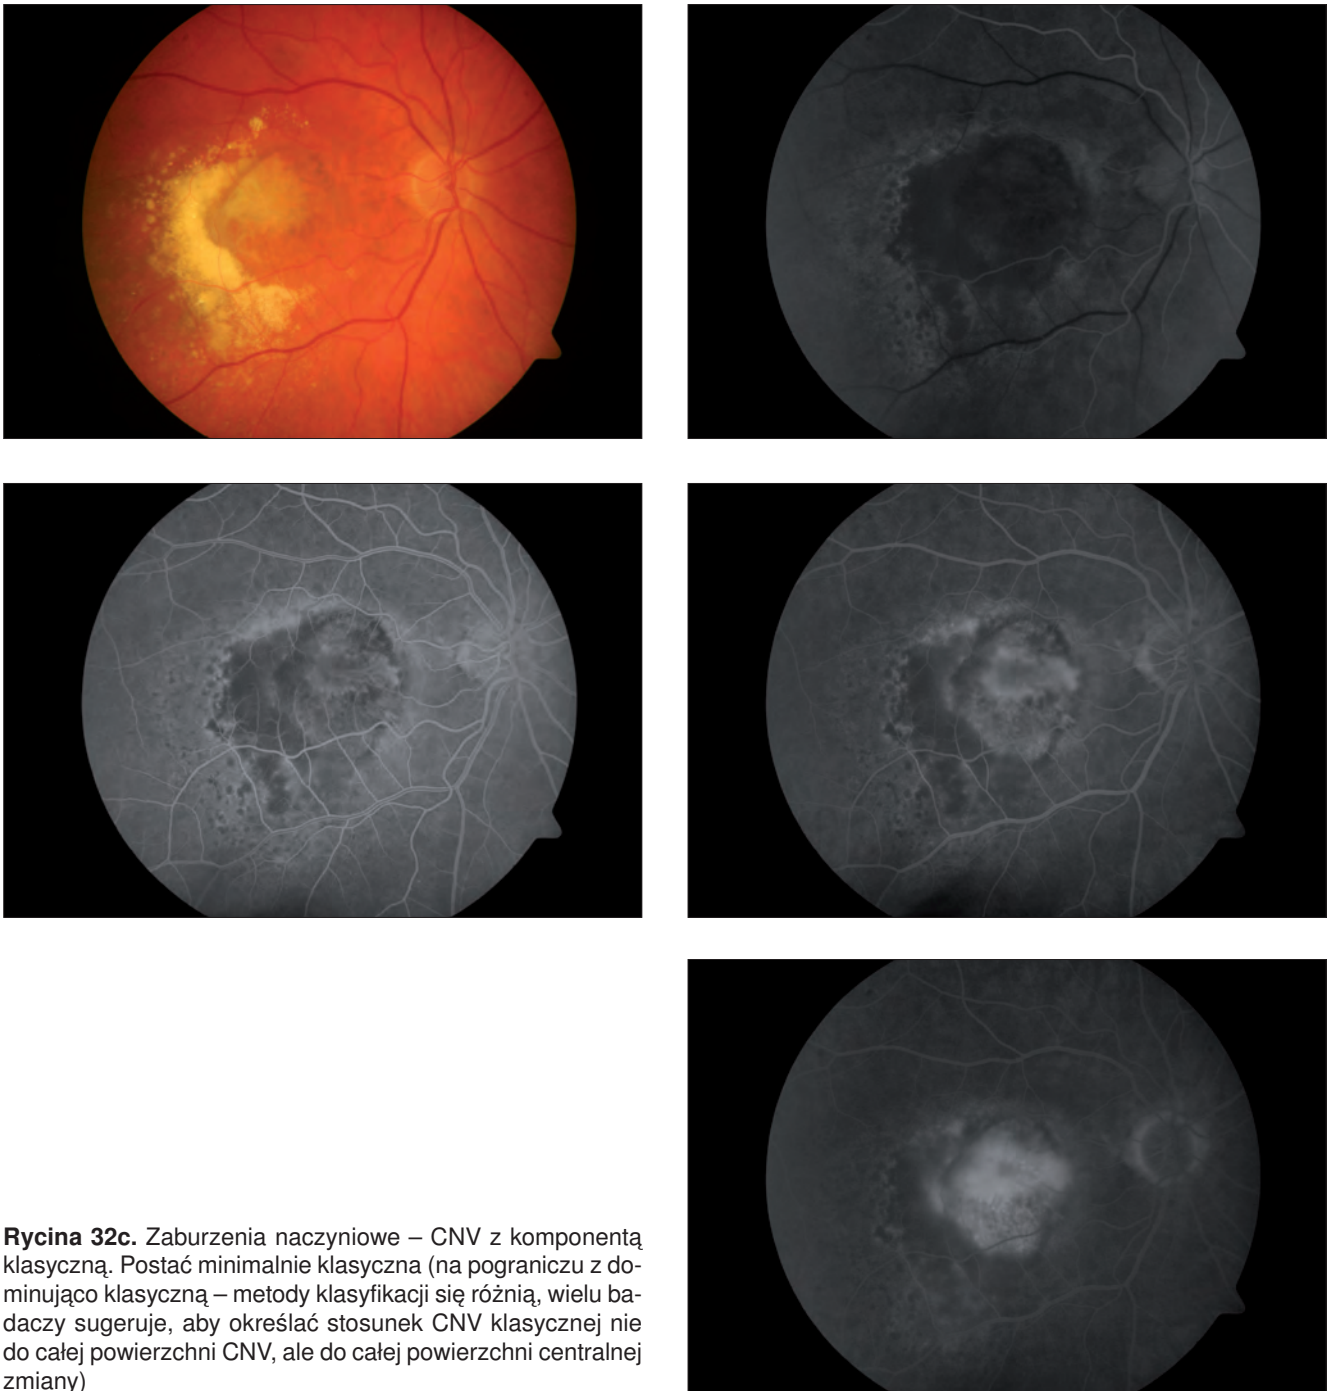 Rycina 32c. Zaburzenia naczyniowe – CNV z komponentą
klasyczną. Postać minimalnie klasyczna (na pograniczu z do-
minująco klasyczną – metody klasyfikacji się różnią, wielu ba-
daczy sugeruje, aby określać stosunek CNV klasycznej nie
do całej powierzchni CNV, ale do całej powierzchni centralnej
zmiany)